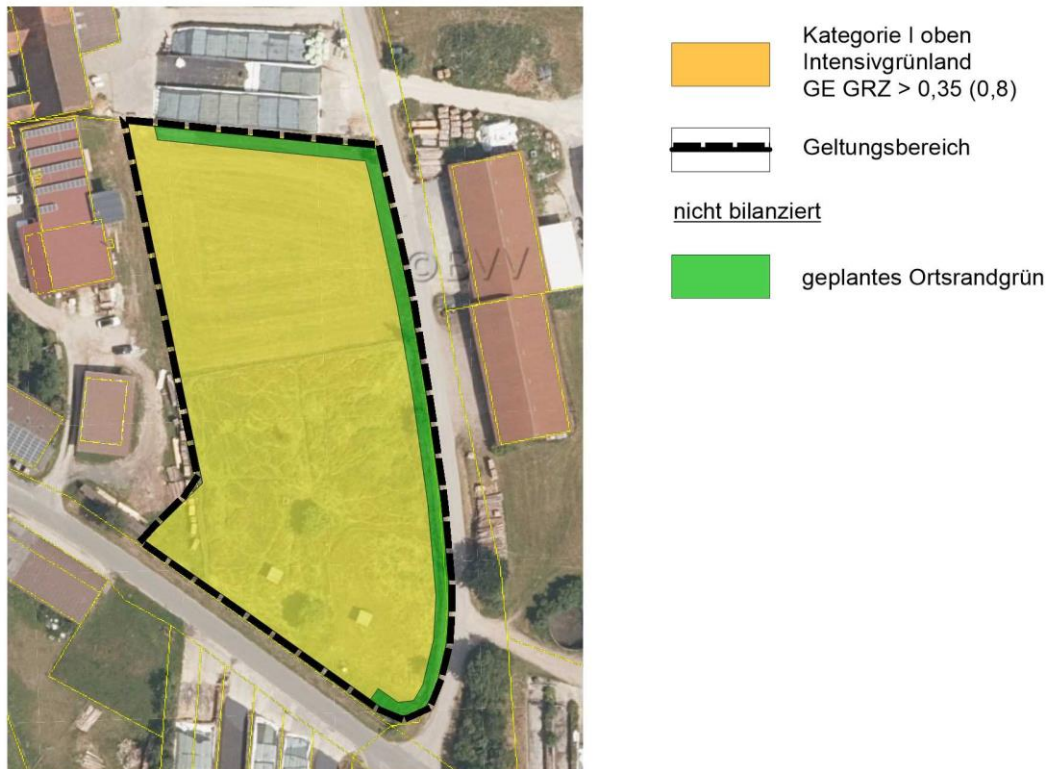 Kategorie I oben
Intensivgrünland
GE GRZ > 0,35 (0,8)
Geltungsbereich
nicht bilanziert
geplantes Ortsrandgrün
©BVV